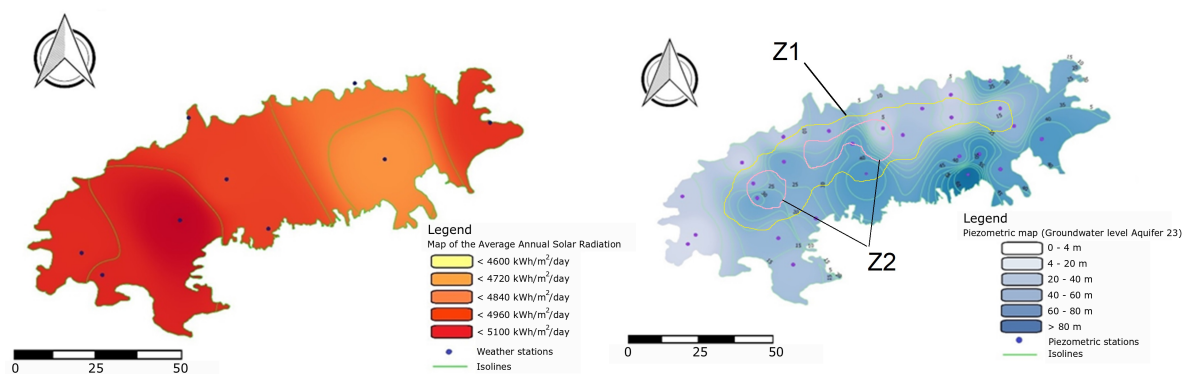 Z1
Z2
Legend
Map of the Average Annual Solar Radiation
< 4600 kWh/m²/day
< 4720 kWh/m²/day
< 4840 kWh/m²/day
< 4960 kWh/m²/day
< 5100 kWh/m²/day
Weather stations
Isolines
0 25 50
Legend
Piezometric map (Groundwater level Aquifer 23)
0 - 4 m
4 - 20 m
20 - 40 m
40 - 60 m
60 - 80 m
> 80 m
Piezometric stations
Isolines
0 25 50